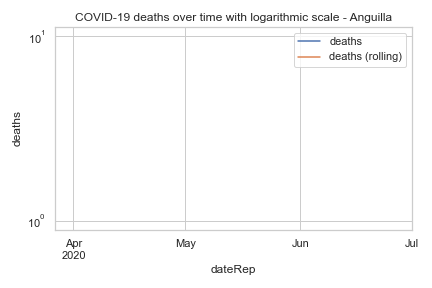 COVID-19 deaths over time with logarithmic scale - Anguilla
10¹
deaths
deaths (rolling)
deaths
10⁰
Apr
2020
May
Jun
Jul
dateRep